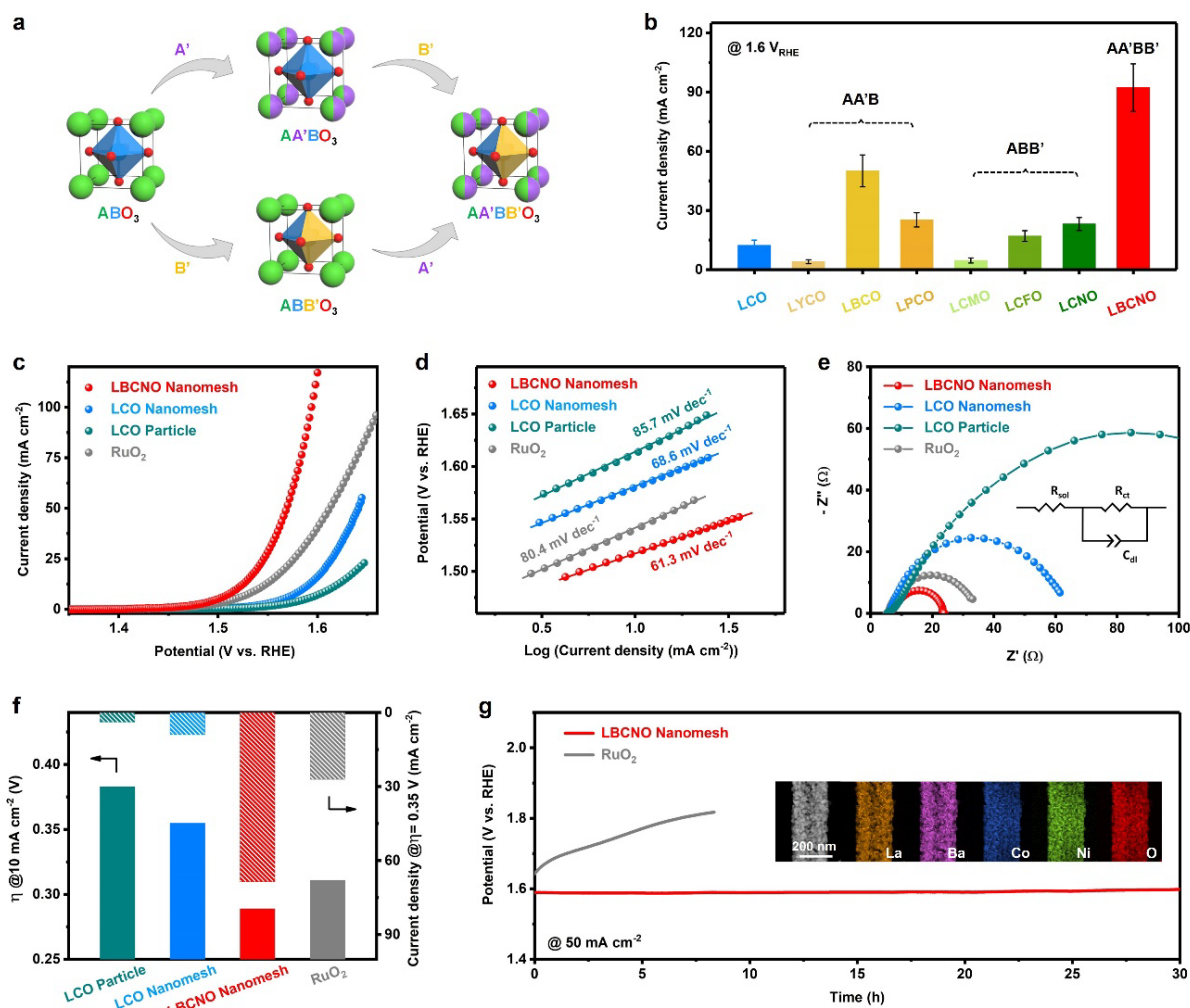 a
A'
B'
AA'BO₃
ABO₃
AA'BB'O₃
B'
A'
ABB'O₃
b
@ 1.6 V_RHE
AA'BB'
AA'B
ABB'
Current density (mA cm⁻²)
120
90
60
30
0
LCO
LYCO
LBCO
LPCO
LCMO
LCFO
LCNO
LBCNO
c
LBCNO Nanomesh
LCO Nanomesh
LCO Particle
RuO₂
Current density (mA cm⁻²)
100
75
50
25
0
1.4
1.5
1.6
Potential (V vs. RHE)
d
LBCNO Nanomesh
LCO Nanomesh
LCO Particle
RuO₂
85.7 mV dec⁻¹
68.6 mV dec⁻¹
80.4 mV dec⁻¹
61.3 mV dec⁻¹
Potential (V vs. RHE)
1.65
1.60
1.55
1.50
0.5
1.0
1.5
Log (Current density (mA cm⁻²))
e
LBCNO Nanomesh
LCO Nanomesh
LCO Particle
RuO₂
R_sol
R_ct
C_dl
- Z'' (Ω)
80
60
40
20
0
0
20
40
60
80
100
Z' (Ω)
f
η @10 mA cm⁻² (V)
0.40
0.35
0.30
0.25
0
30
60
90
Current density @η= 0.35 V (mA cm⁻²)
LCO Particle
LCO Nanomesh
LBCNO Nanomesh
RuO₂
g
LBCNO Nanomesh
RuO₂
200 nm
La
Ba
Co
Ni
O
@ 50 mA cm⁻²
Potential (V vs. RHE)
2.0
1.8
1.6
1.4
0
5
10
15
20
25
30
Time (h)